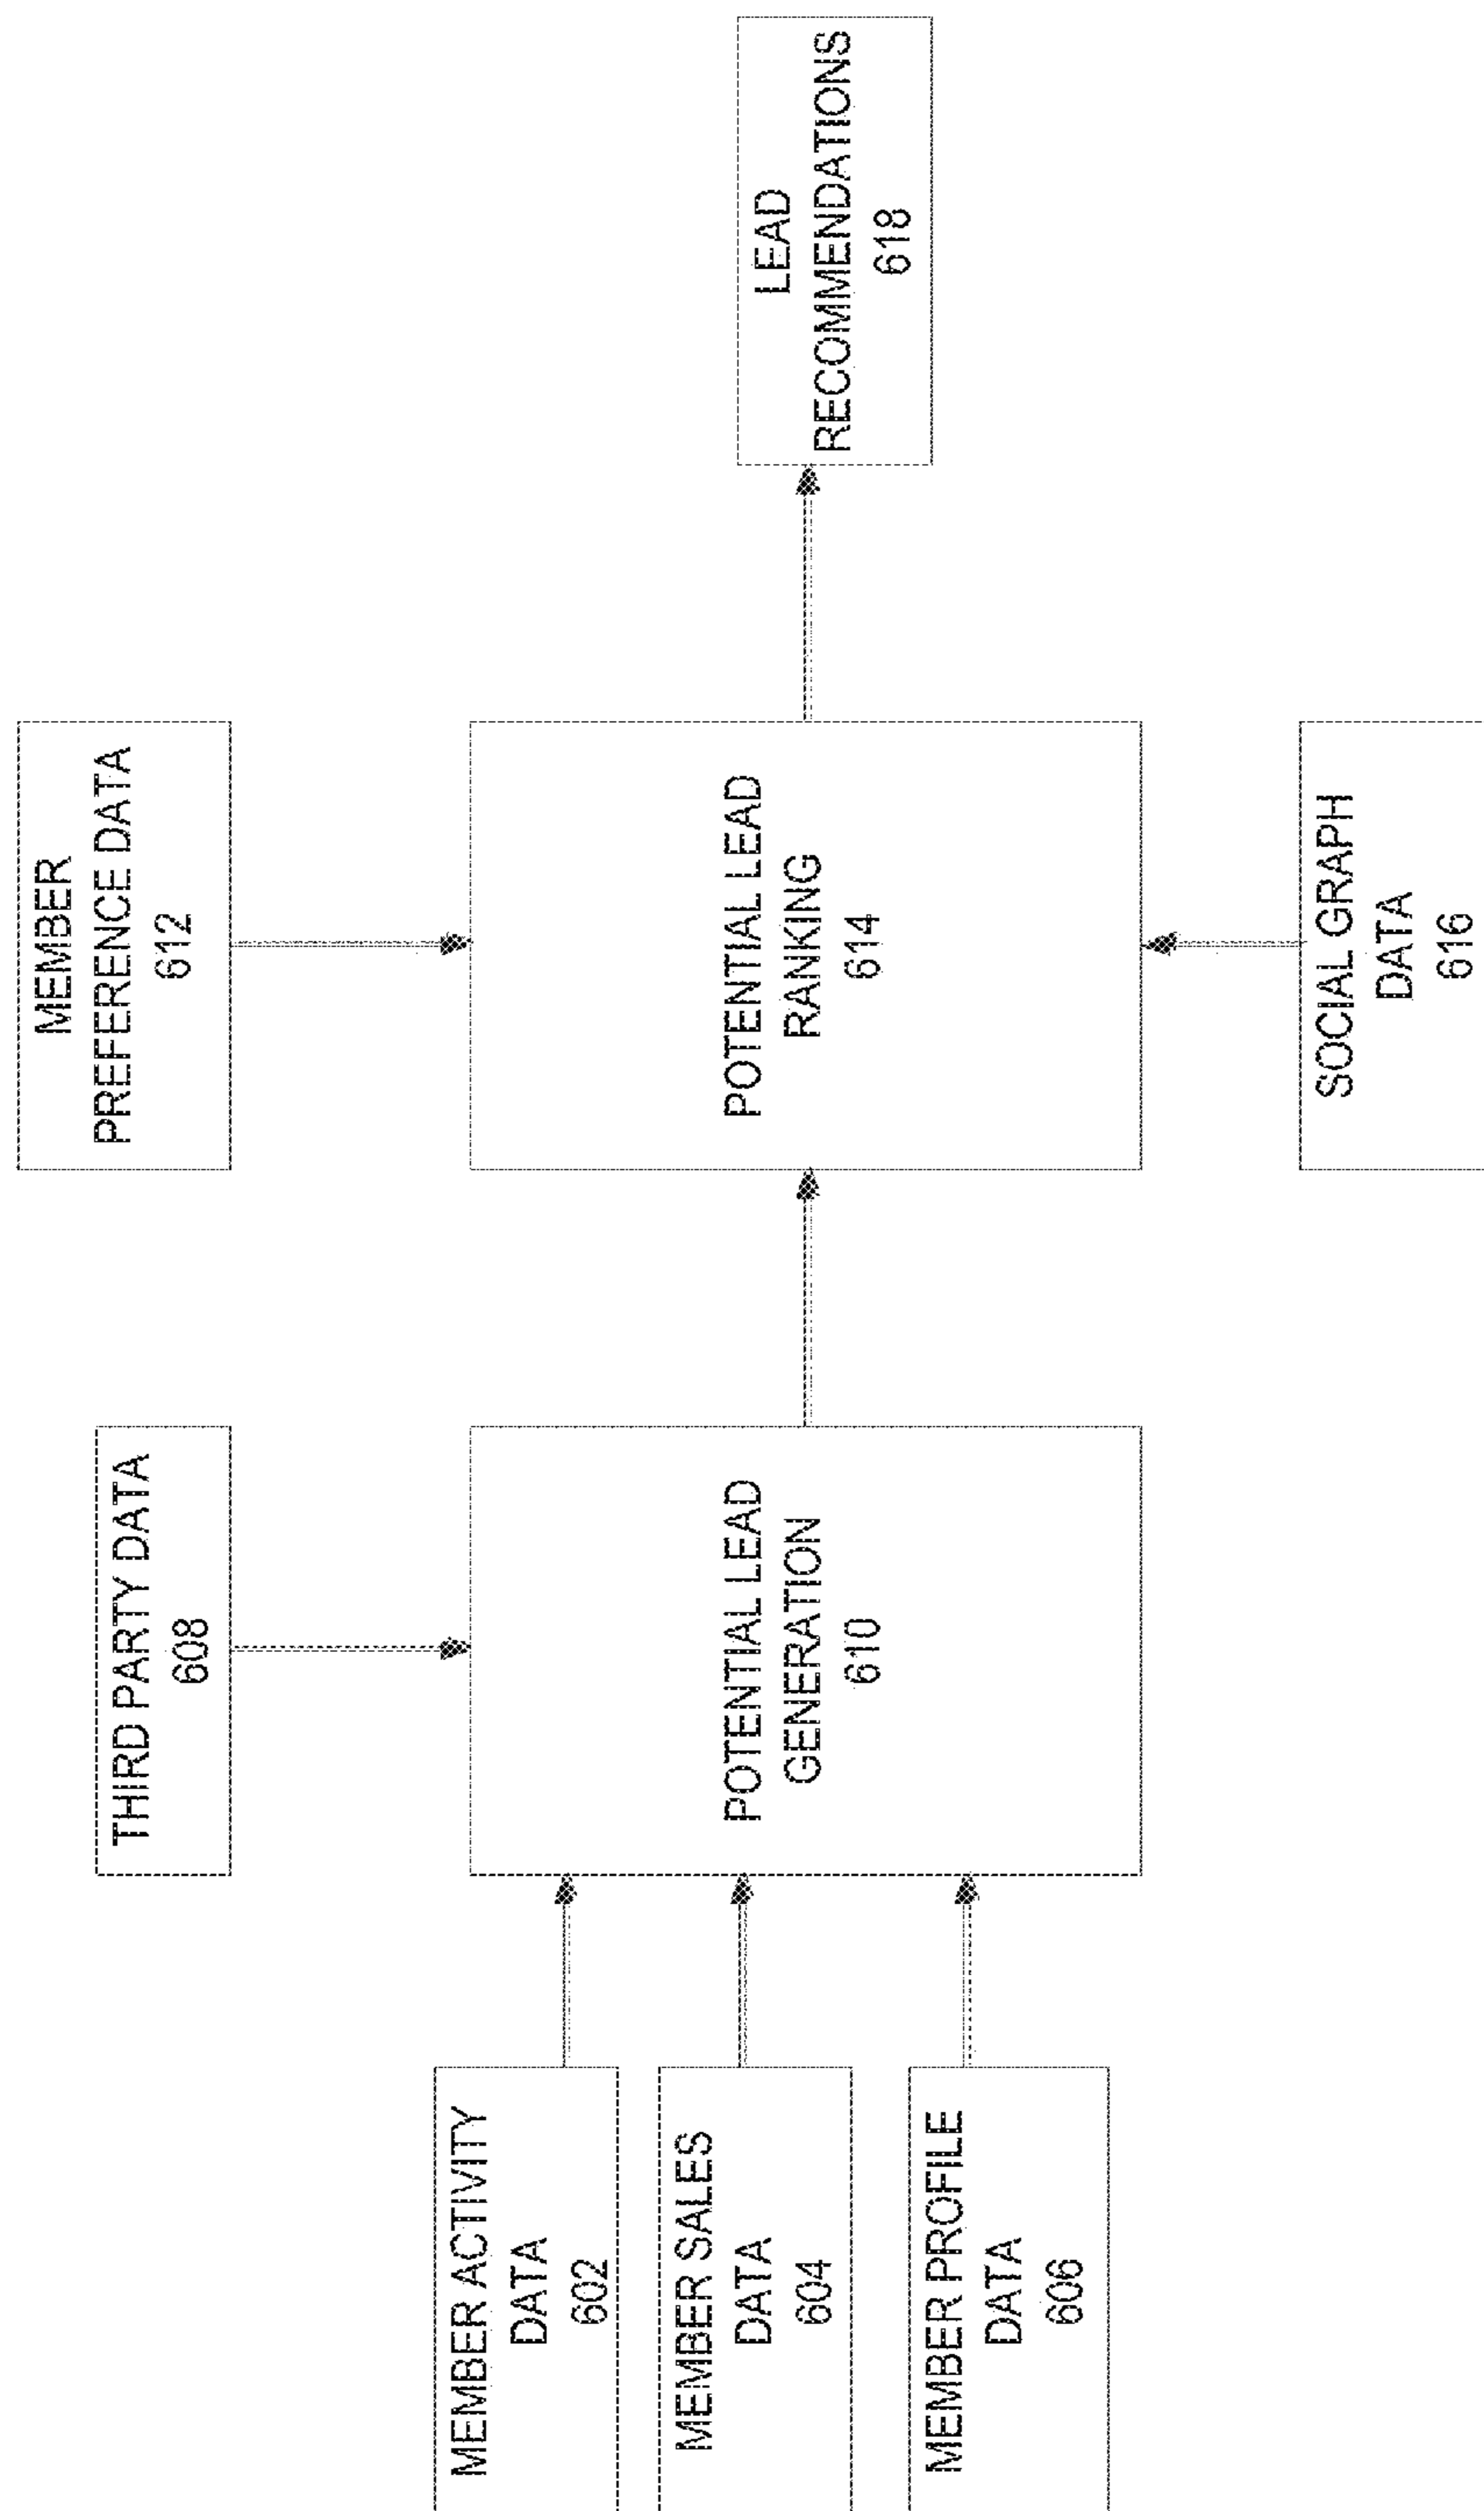 MEMBER ACTIVITY
DATA
602
MEMBER SALES
DATA
604
MEMBER PROFILE
DATA
606
THIRD PARTY DATA
608
POTENTIAL LEAD
GENERATION
610
MEMBER
PREFERENCE DATA
612
POTENTIAL LEAD
RANKING
614
SOCIAL GRAPH
DATA
616
LEAD
RECOMMENDATIONS
618